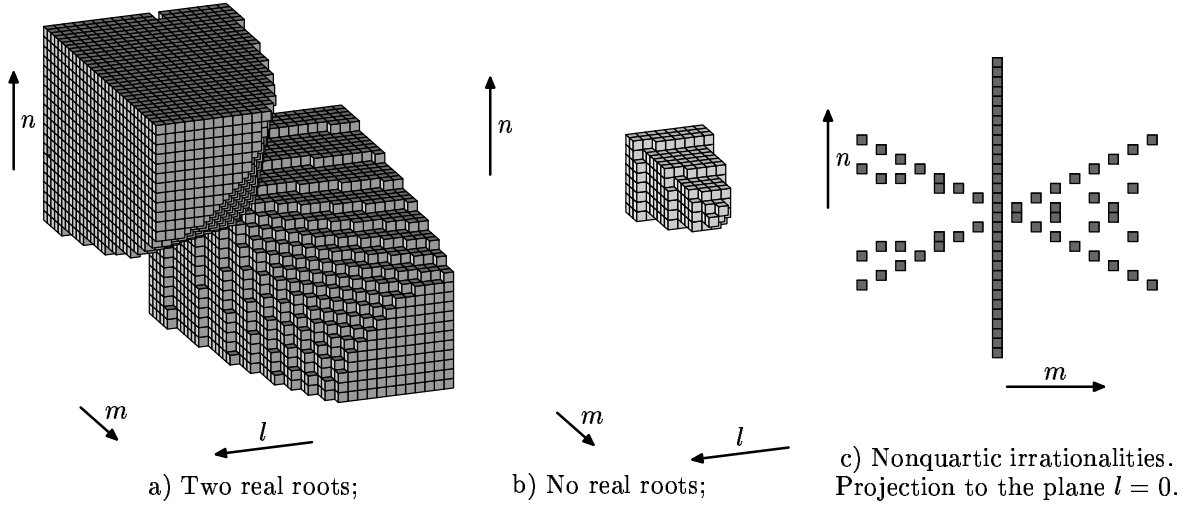 n
m
l
a) Two real roots;
n
m
l
b) No real roots;
n
m
c) Nonquartic irrationalities.
Projection to the plane l = 0.